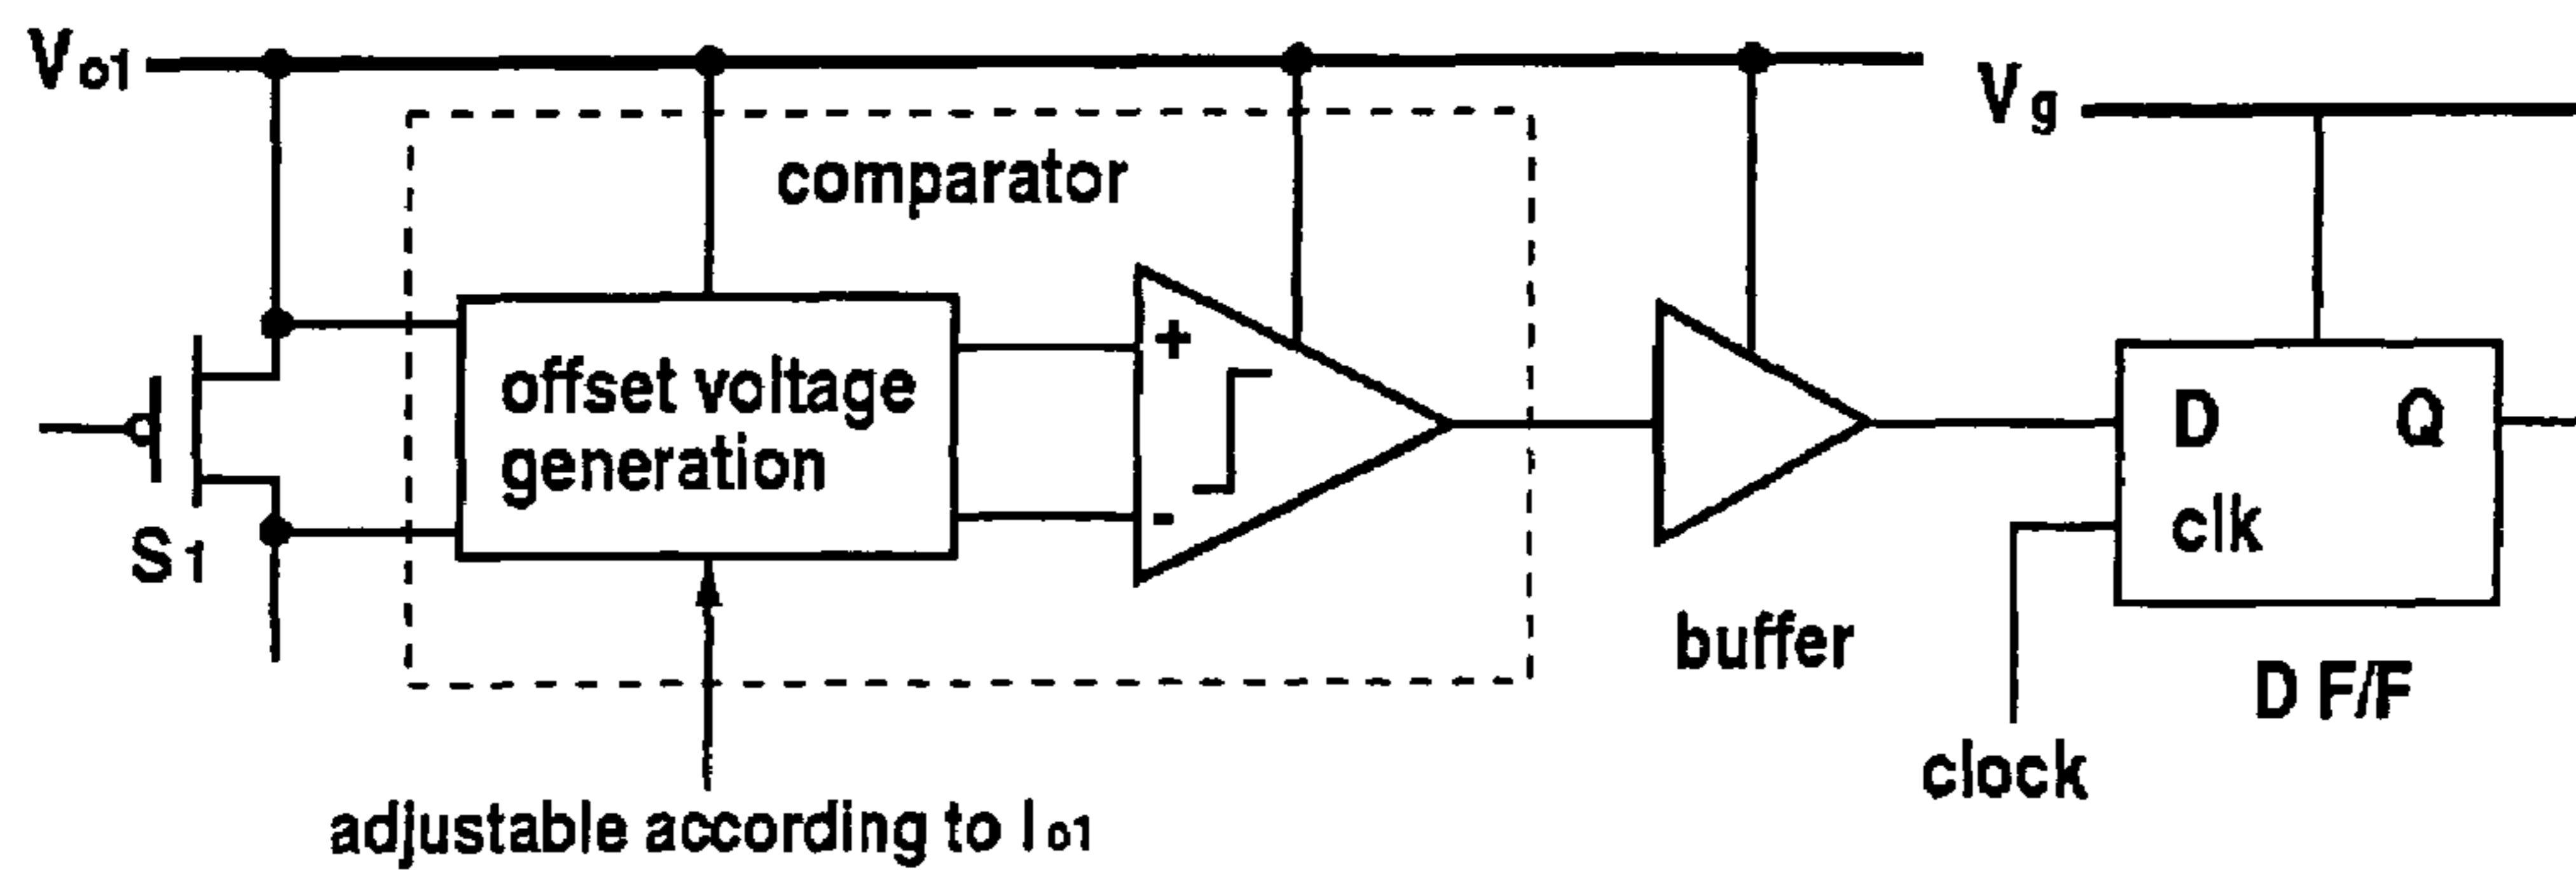 Vo1
Vg
comparator
+
offset voltage
generation
-
D Q
clk
S1
buffer
D F/F
clock
adjustable according to Io1